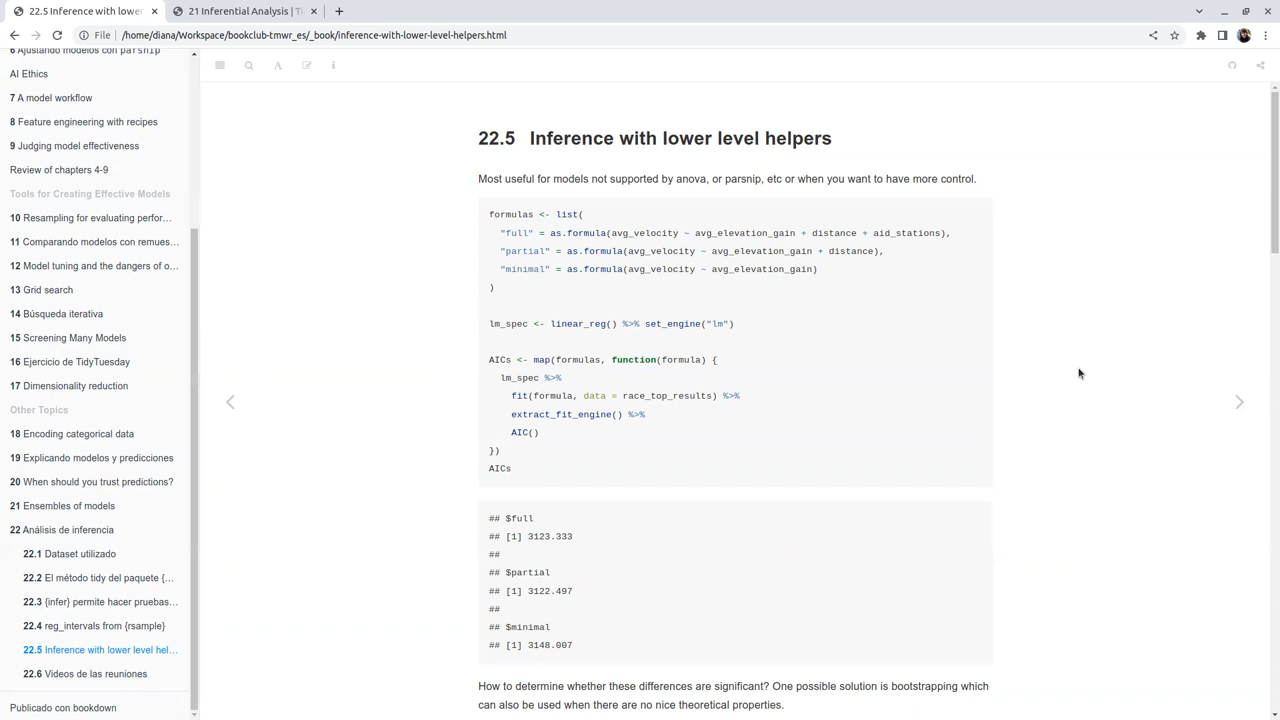 22.5 Inference with lower
21 Inferential Analysis | Ti
File /home/diana/Workspace/bookclub-tmwr_es/_book/inference-with-lower-level-helpers.html
6 Ajustando modelos con parsnip
AI Ethics
7 A model workflow
8 Feature engineering with recipes
9 Judging model effectiveness
Review of chapters 4-9
Tools for Creating Effective Models
10 Resampling for evaluating perfor…
11 Comparando modelos con remues…
12 Model tuning and the dangers of o…
13 Grid search
14 Búsqueda iterativa
15 Screening Many Models
16 Ejercicio de TidyTuesday
17 Dimensionality reduction
Other Topics
18 Encoding categorical data
19 Explicando modelos y predicciones
20 When should you trust predictions?
21 Ensembles of models
22 Análisis de inferencia
22.1 Dataset utilizado
22.2 El método tidy del paquete {…
22.3 {infer} permite hacer pruebas…
22.4 reg_intervals from {rsample}
22.5 Inference with lower level hel…
22.6 Videos de las reuniones
Publicado con bookdown
22.5 Inference with lower level helpers
Most useful for models not supported by anova, or parsnip, etc or when you want to have more control.
formulas <- list(
"full" = as.formula(avg_velocity ~ avg_elevation_gain + distance + aid_stations),
"partial" = as.formula(avg_velocity ~ avg_elevation_gain + distance),
"minimal" = as.formula(avg_velocity ~ avg_elevation_gain)
)
lm_spec <- linear_reg() %>% set_engine("lm")
AICs <- map(formulas, function(formula) {
lm_spec %>%
fit(formula, data = race_top_results) %>%
extract_fit_engine() %>%
AIC()
})
AICs
## $full
## [1] 3123.333
##
## $partial
## [1] 3122.497
##
## $minimal
## [1] 3148.007
How to determine whether these differences are significant? One possible solution is bootstrapping which
can also be used when there are no nice theoretical properties.